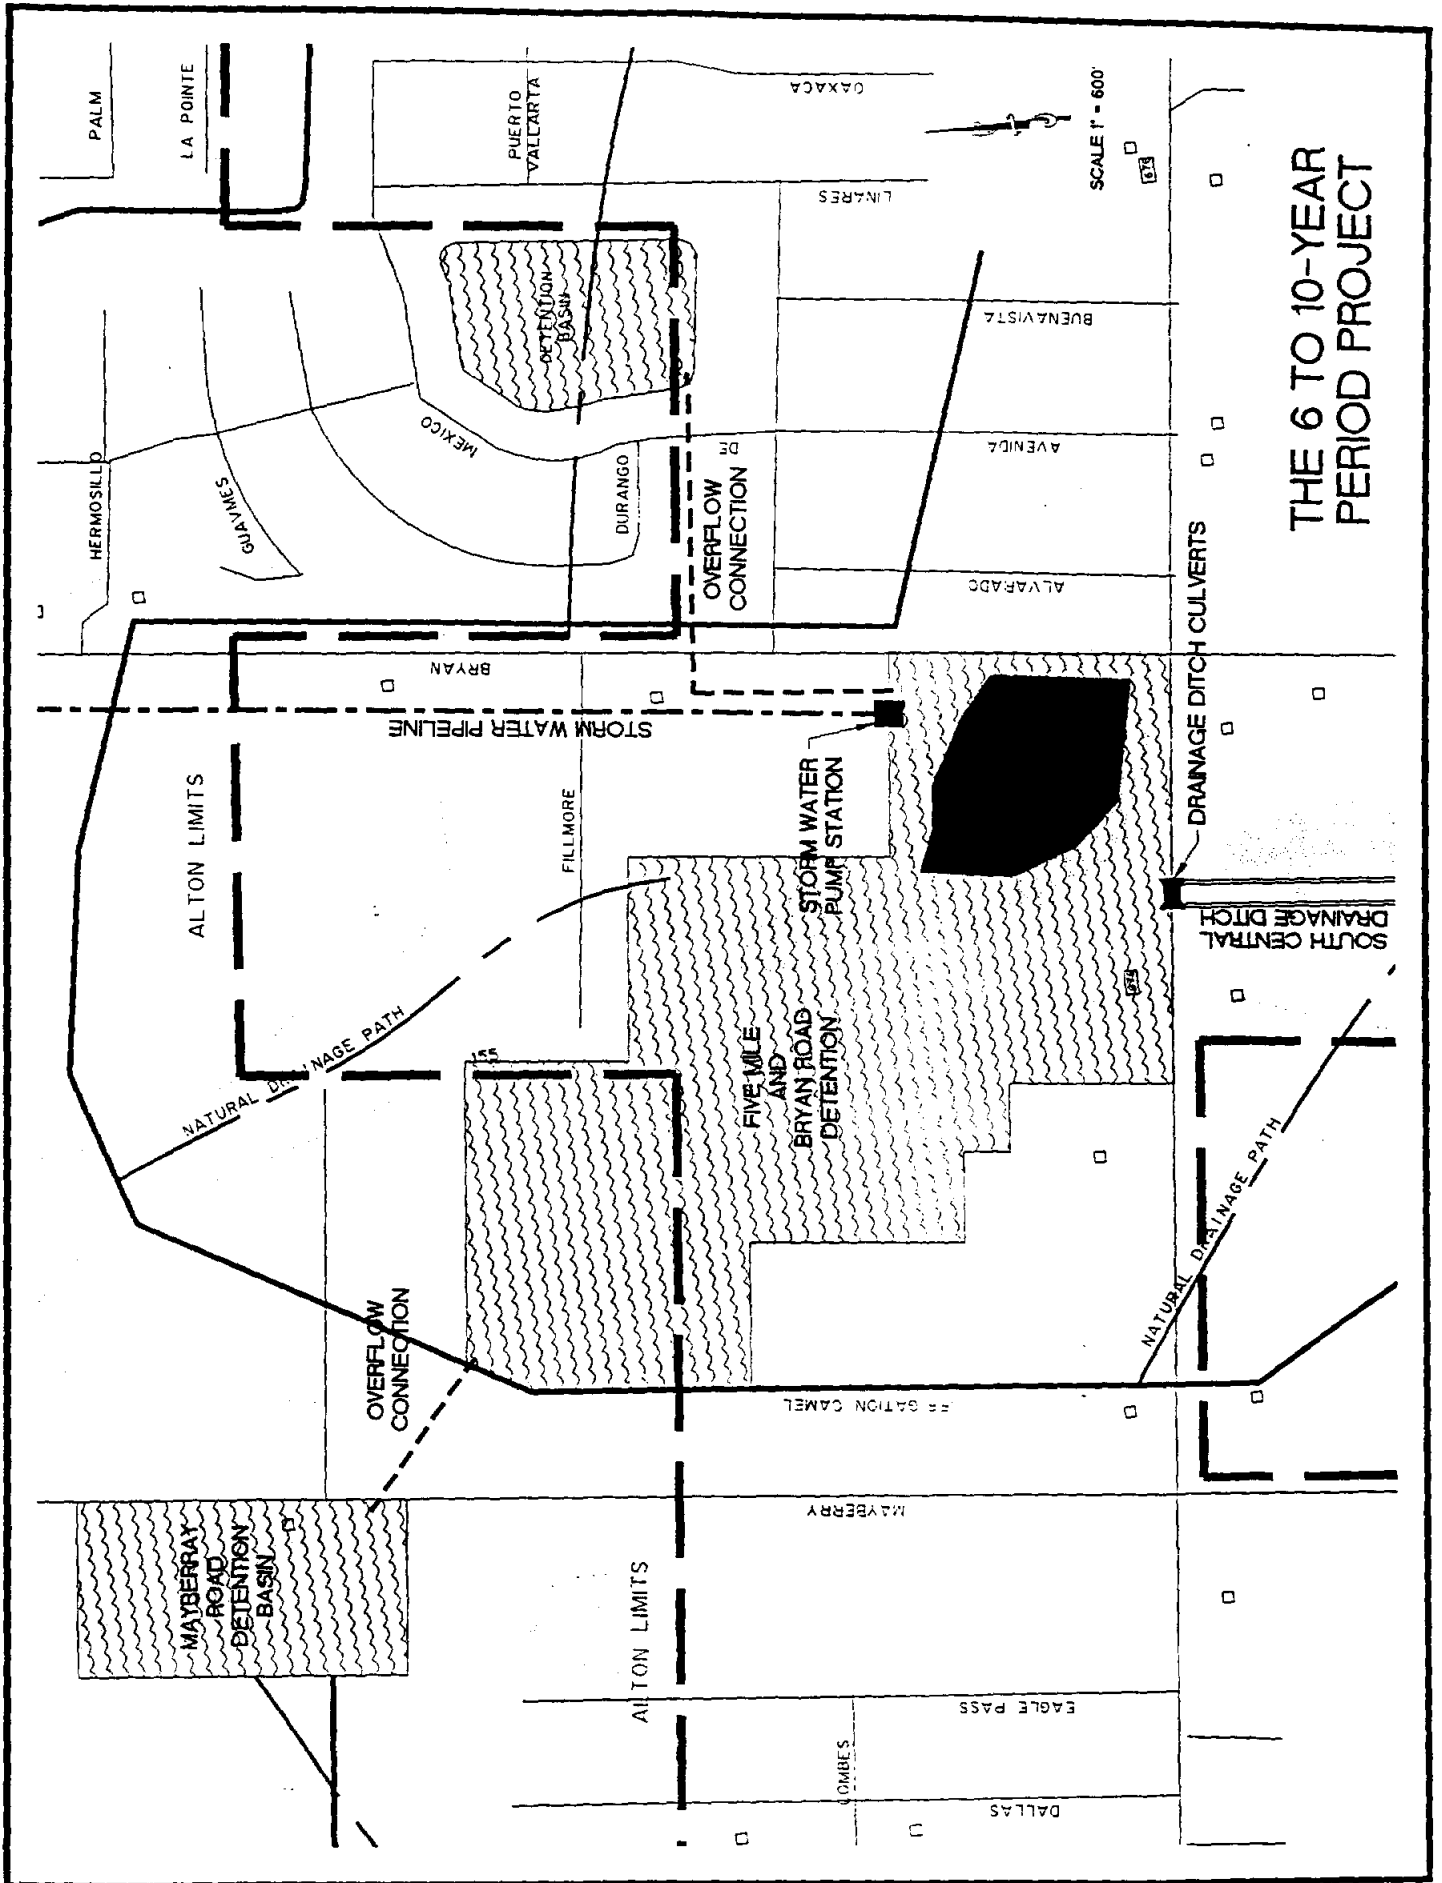 PALM
LA POINTE
PUERTO
VALLARTA
OAXACA
LINARES
SCALE 1" - 600'
676
DETENTION
BASIN
BUENAVISTA
MEXICO
HERMOSILLO
GUAVMES
DURANGO
DE
AVENIDA
OVERFLOW
CONNECTION
ALVARADO
THE 6 TO 10-YEAR
PERIOD PROJECT
BRYAN
STORM WATER PIPELINE
ALTON LIMITS
FILLMORE
STORM WATER
PUMP STATION
DRAINAGE DITCH CULVERTS
SOUTH CENTRAL
DRAINAGE DITCH
NATURAL DRAINAGE PATH
155
FIVE MILE
AND
BRYAN ROAD
DETENTION
NATURAL DRAINAGE PATH
OVERFLOW
CONNECTION
MAYBERRY
MAYBERRAY
ROAD
DETENTION
BASIN
ALTON LIMITS
EAGLE PASS
COMBES
DALLAS